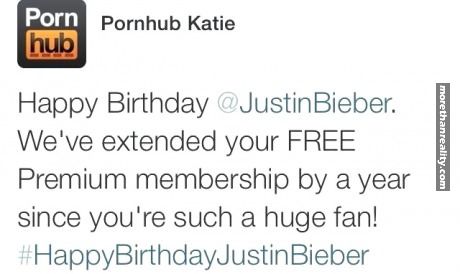 Porn
hub
Pornhub Katie
Happy Birthday @JustinBieber.
We've extended your FREE
Premium membership by a year
since you're such a huge fan!
#HappyBirthdayJustinBieber
morethanreality.com